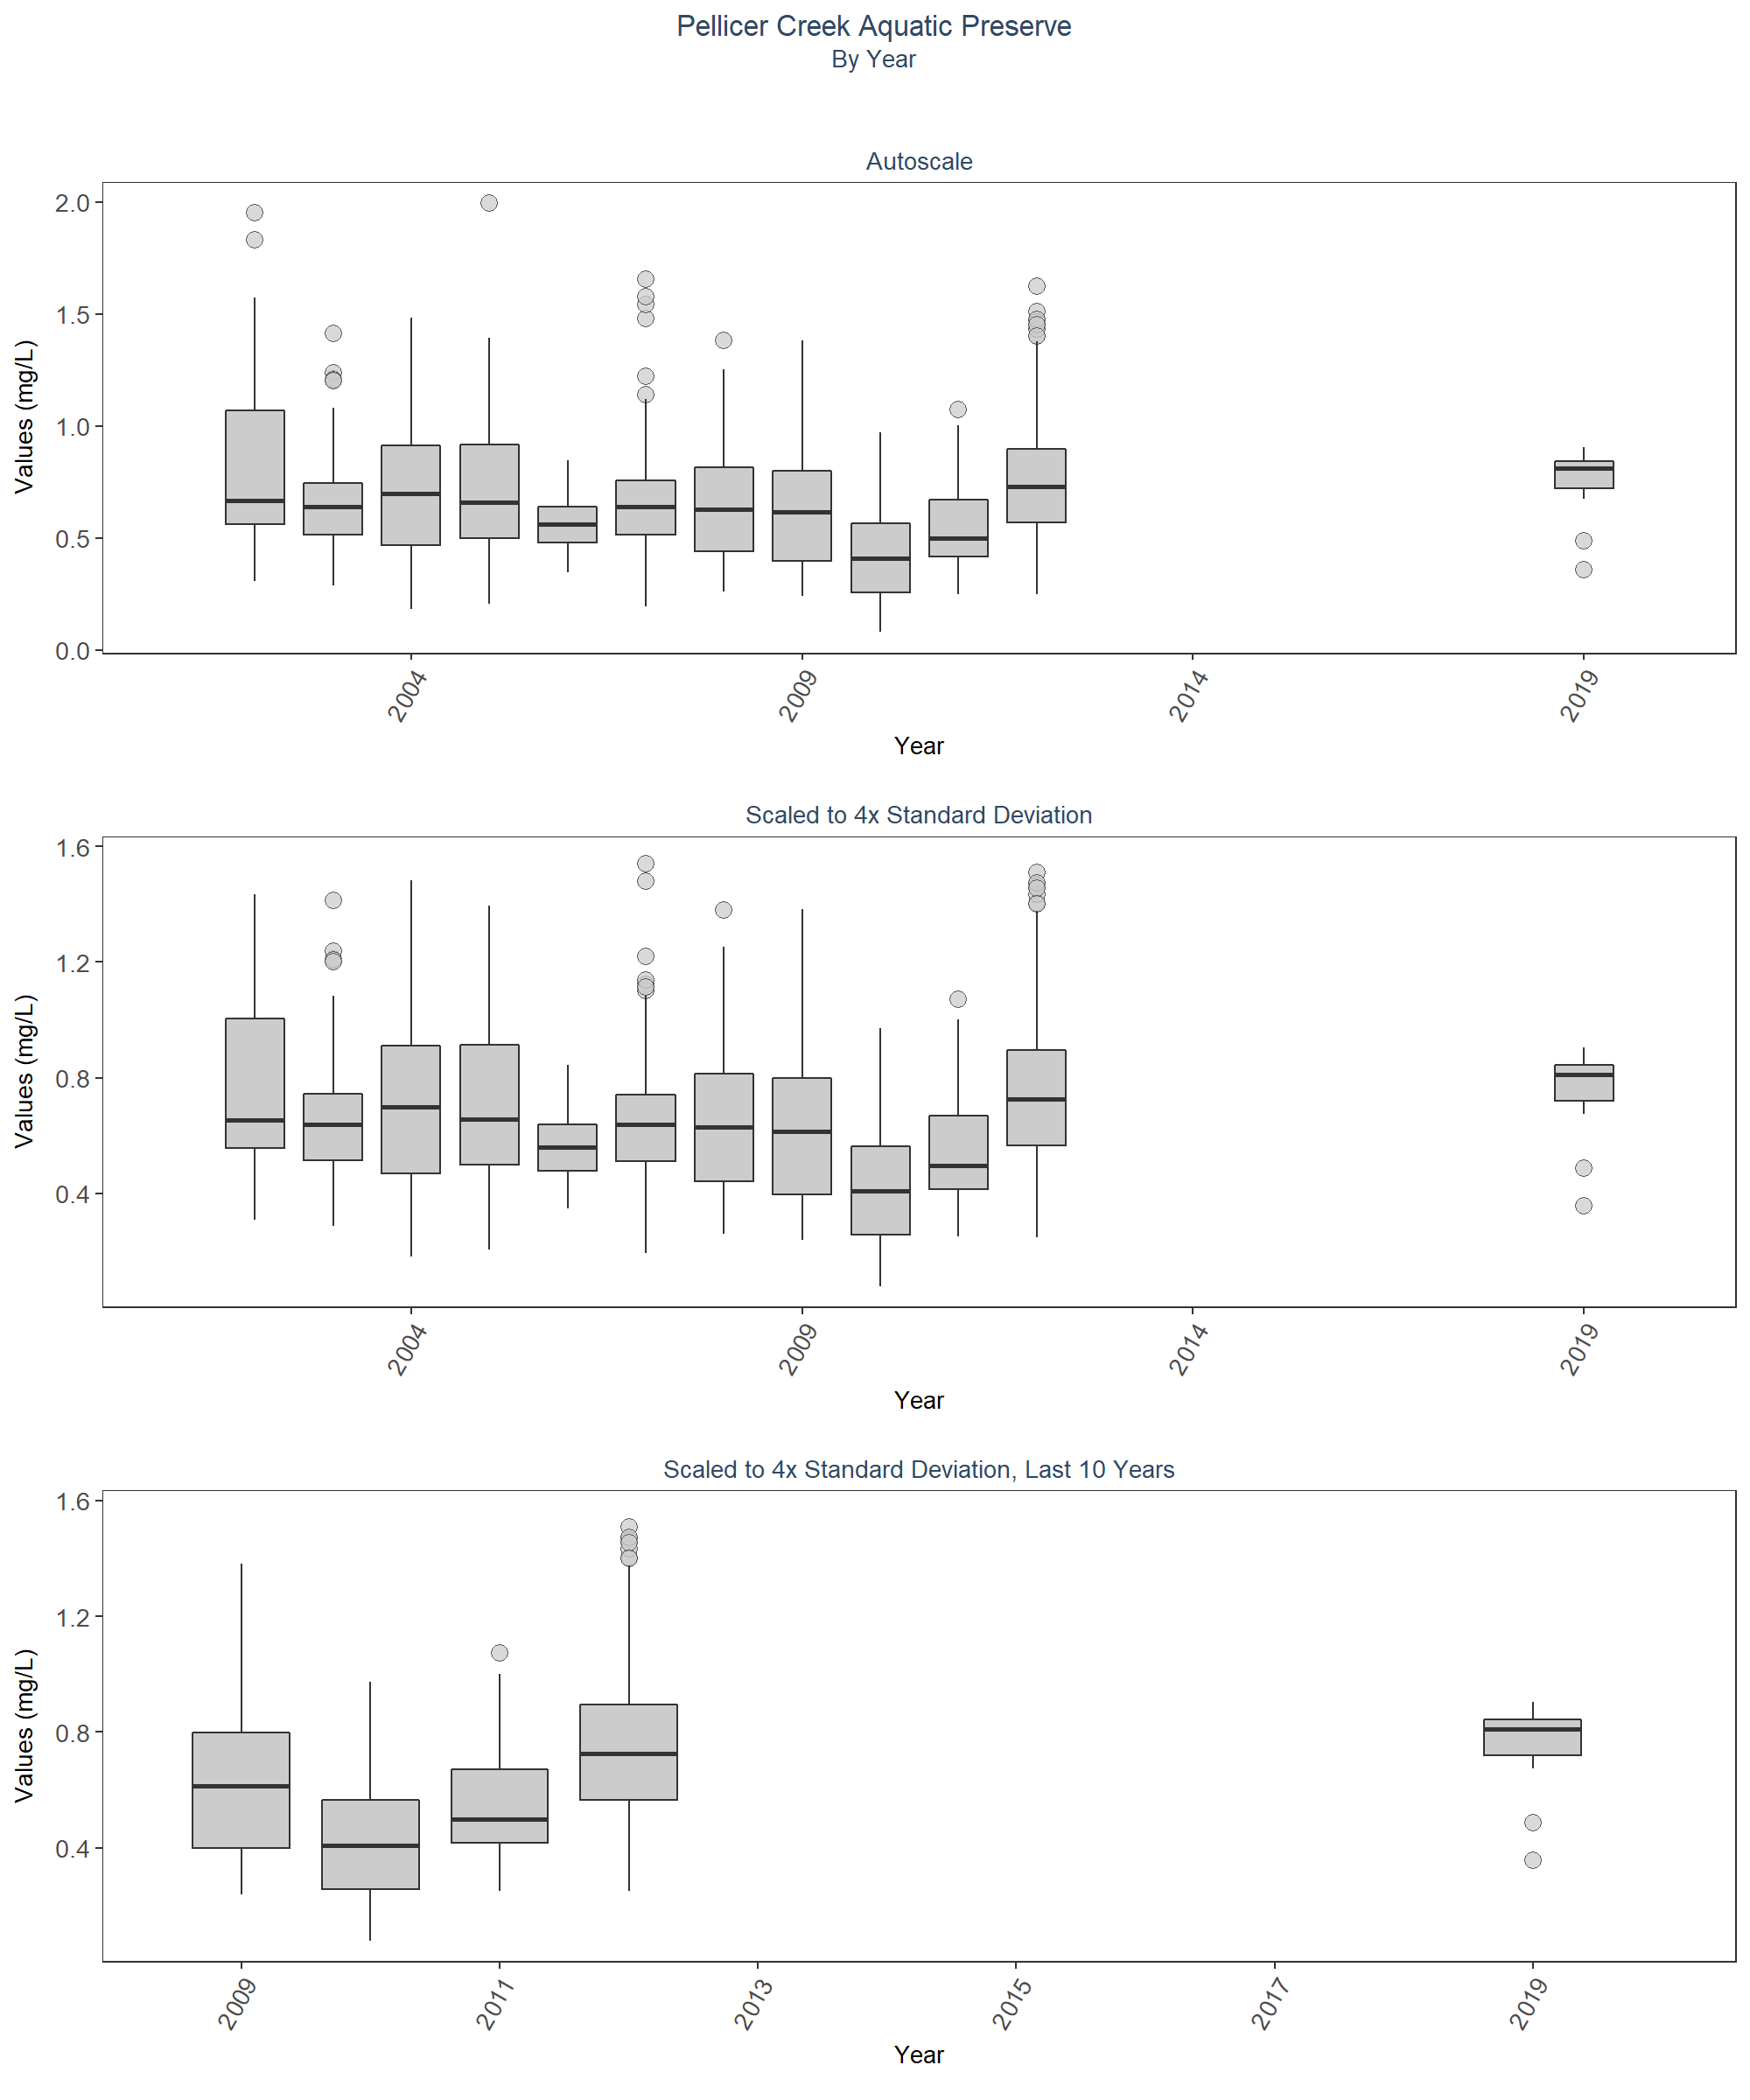 Pellicer Creek Aquatic Preserve
By Year
Autoscale
Values (mg/L)
2.0
1.5
1.0
0.5
0.0
2004
2009
2014
2019
Year
Scaled to 4x Standard Deviation
Values (mg/L)
1.6
1.2
0.8
0.4
2004
2009
2014
2019
Year
Scaled to 4x Standard Deviation, Last 10 Years
Values (mg/L)
1.6
1.2
0.8
0.4
2009
2011
2013
2015
2017
2019
Year